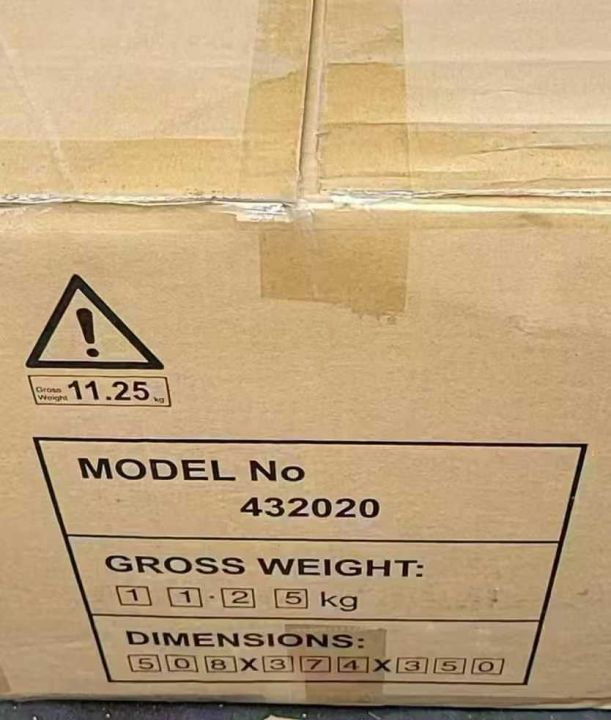 Gross Weight 11.25 kg
MODEL No
432020
GROSS WEIGHT:
11.25 kg
DIMENSIONS:
508X374X350